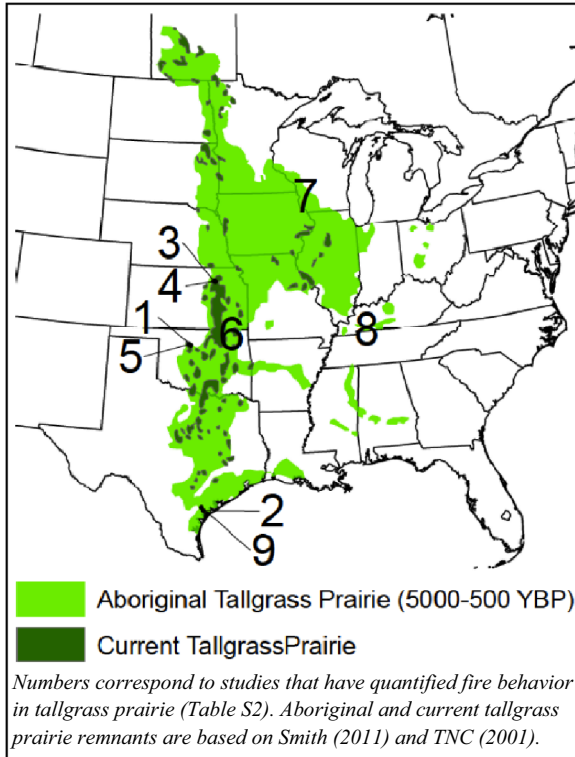 3
7
4
1
5
6
8
2
9
Aboriginal Tallgrass Prairie (5000-500 YBP)
Current TallgrassPrairie
Numbers correspond to studies that have quantified fire behavior
in tallgrass prairie (Table S2). Aboriginal and current tallgrass
prairie remnants are based on Smith (2011) and TNC (2001).